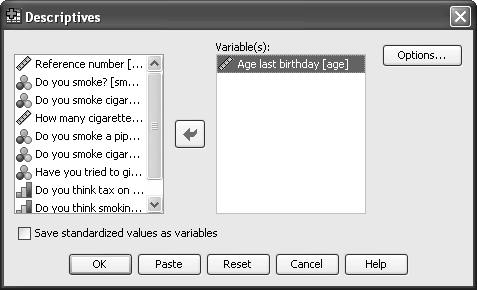 Descriptives
Variable(s):
Reference number [...
Do you smoke? [sm...
Do you smoke cigar...
How many cigarette...
Do you smoke a pip...
Do you smoke cigar...
Have you tried to gi...
Do you think tax on ...
Do you think smokin...
Age last birthday [age]
Options...
Save standardized values as variables
OK Paste Reset Cancel Help